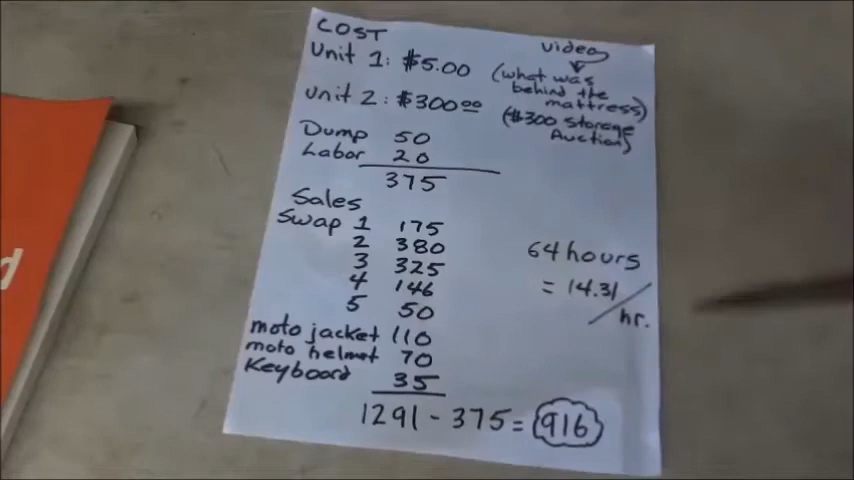 COST
Unit 1: $5.00
video
(what was
behind the
mattress)
unit 2: $300.00
($300 storage
Auction)
Dump 50
Labor 20
375
Sales
Swap 1 175
2 380
3 325
4 146
5 50
moto jacket 110
moto helmet 70
Keyboard 35
1291 - 375 = 916
64 hours
= 14.31/hr.
d